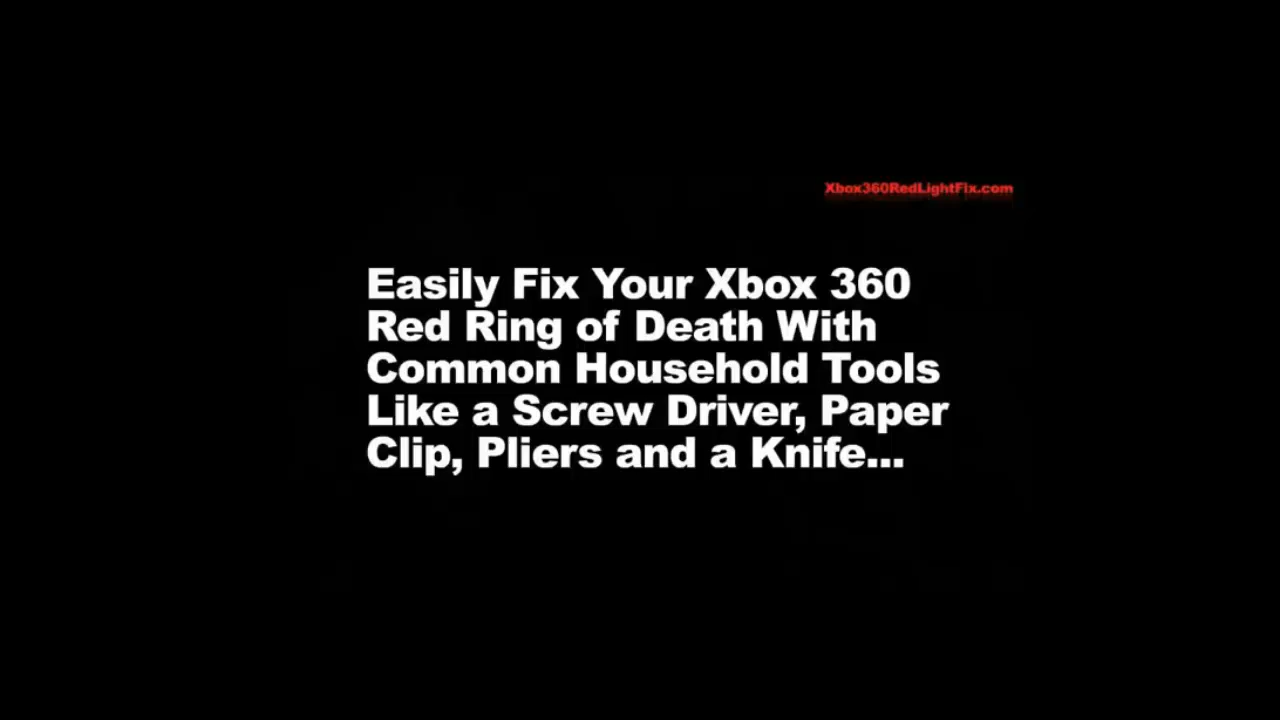 Xbox360RedLightFix.com
Easily Fix Your Xbox 360
Red Ring of Death With
Common Household Tools
Like a Screw Driver, Paper
Clip, Pliers and a Knife...